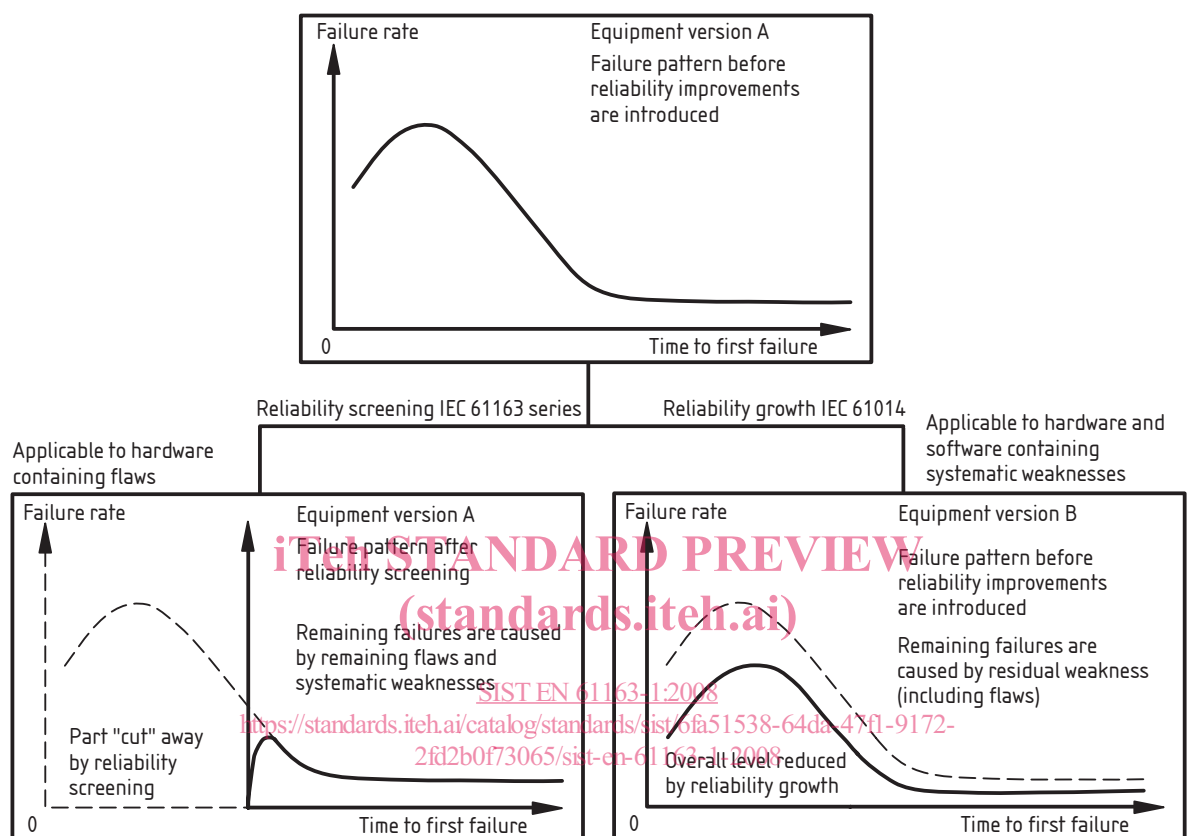 Failure rate
Equipment version A
Failure pattern before
reliability improvements
are introduced
0
Time to first failure
Reliability screening IEC 61163 series
Reliability growth IEC 61014
Applicable to hardware
containing flaws
Applicable to hardware and
software containing
systematic weaknesses
Failure rate
Equipment version A
Failure pattern after
reliability screening
Remaining failures are caused
by remaining flaws and
systematic weaknesses
Part "cut" away
by reliability
screening
0
Time to first failure
Failure rate
Equipment version B
Failure pattern before
reliability improvements
are introduced
Remaining failures are
caused by residual weakness
(including flaws)
Overall level reduced
by reliability growth
0
Time to first failure
iTeh STANDARD PREVIEW
(standards.iteh.ai)
SIST EN 61163-1:2008
https://standards.iteh.ai/catalog/standards/sist/6fa51538-64da-47f1-9172-
2fd2b0f73065/sist-en-61163-1-2008